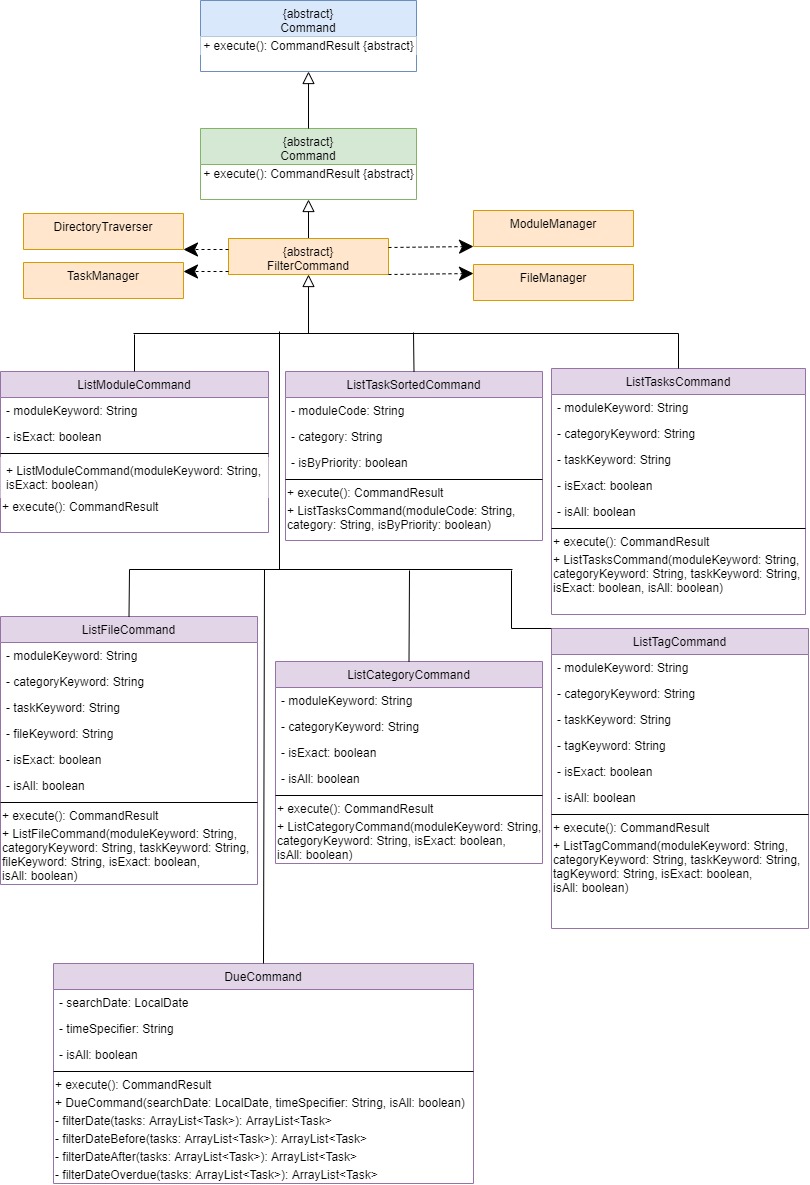 {abstract}
Command
+ execute(): CommandResult {abstract}
{abstract}
Command
+ execute(): CommandResult {abstract}
DirectoryTraverser
ModuleManager
{abstract}
FilterCommand
TaskManager
FileManager
ListModuleCommand
- moduleKeyword: String
- isExact: boolean
+ ListModuleCommand(moduleKeyword: String,
isExact: boolean)
+ execute(): CommandResult
ListTaskSortedCommand
- moduleCode: String
- category: String
- isByPriority: boolean
+ execute(): CommandResult
+ ListTasksCommand(moduleCode: String,
category: String, isByPriority: boolean)
ListTasksCommand
- moduleKeyword: String
- categoryKeyword: String
- taskKeyword: String
- isExact: boolean
- isAll: boolean
+ execute(): CommandResult
+ ListTasksCommand(moduleKeyword: String,
categoryKeyword: String, taskKeyword: String,
isExact: boolean, isAll: boolean)
ListFileCommand
- moduleKeyword: String
- categoryKeyword: String
- taskKeyword: String
- fileKeyword: String
- isExact: boolean
- isAll: boolean
+ execute(): CommandResult
+ ListFileCommand(moduleKeyword: String,
categoryKeyword: String, taskKeyword: String,
fileKeyword: String, isExact: boolean,
isAll: boolean)
ListCategoryCommand
- moduleKeyword: String
- categoryKeyword: String
- isExact: boolean
- isAll: boolean
+ execute(): CommandResult
+ ListCategoryCommand(moduleKeyword: String,
categoryKeyword: String, isExact: boolean,
isAll: boolean)
ListTagCommand
- moduleKeyword: String
- categoryKeyword: String
- taskKeyword: String
- tagKeyword: String
- isExact: boolean
- isAll: boolean
+ execute(): CommandResult
+ ListTagCommand(moduleKeyword: String,
categoryKeyword: String, taskKeyword: String,
tagKeyword: String, isExact: boolean,
isAll: boolean)
DueCommand
- searchDate: LocalDate
- timeSpecifier: String
- isAll: boolean
+ execute(): CommandResult
+ DueCommand(searchDate: LocalDate, timeSpecifier: String, isAll: boolean)
- filterDate(tasks: ArrayList<Task>): ArrayList<Task>
- filterDateBefore(tasks: ArrayList<Task>): ArrayList<Task>
- filterDateAfter(tasks: ArrayList<Task>): ArrayList<Task>
- filterDateOverdue(tasks: ArrayList<Task>): ArrayList<Task>